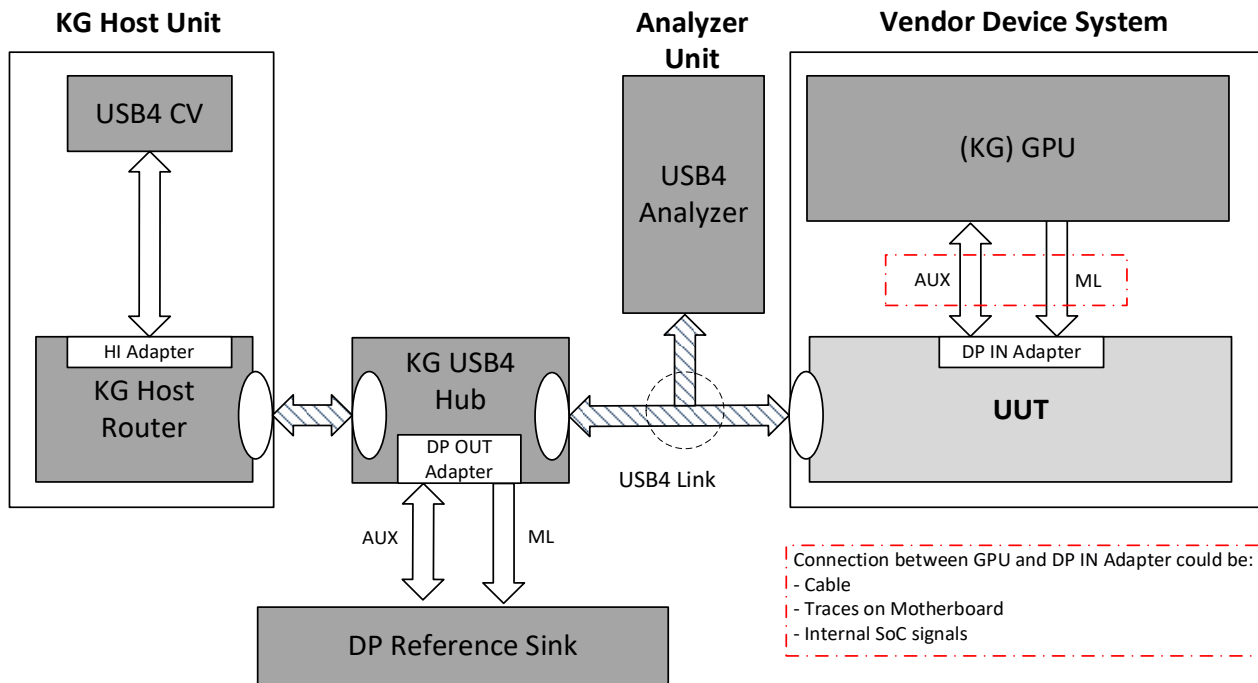 KG Host Unit
USB4 CV
HI Adapter
KG Host
Router
KG USB4
Hub
DP OUT
Adapter
AUX
ML
DP Reference Sink
Analyzer
Unit
USB4
Analyzer
USB4 Link
Vendor Device System
(KG) GPU
AUX
ML
DP IN Adapter
UUT
Connection between GPU and DP IN Adapter could be:
- Cable
- Traces on Motherboard
- Internal SoC signals